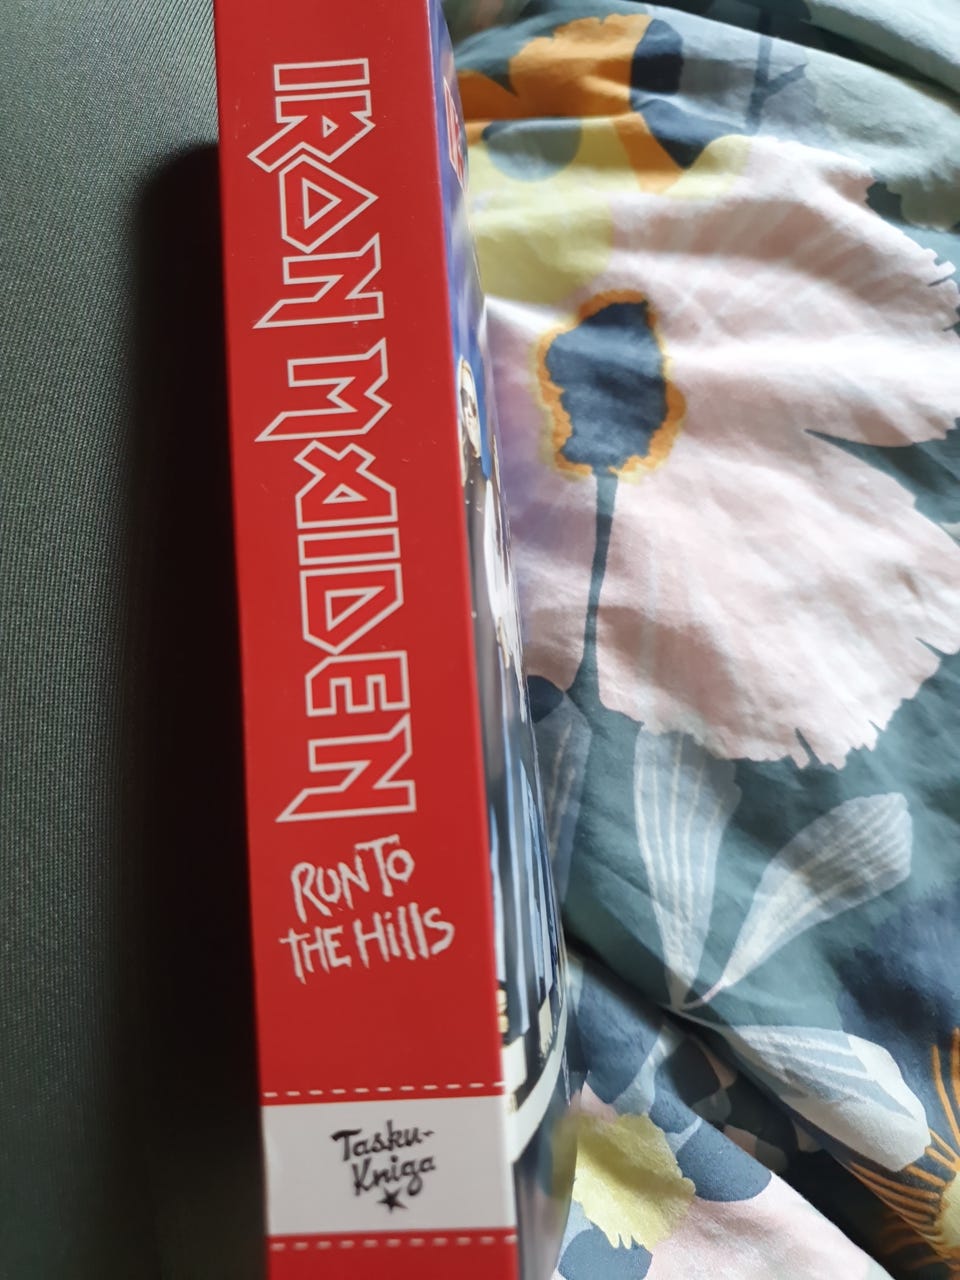 IRON MAIDEN
RUN TO
THE HILLS
Tasku-
Kniga